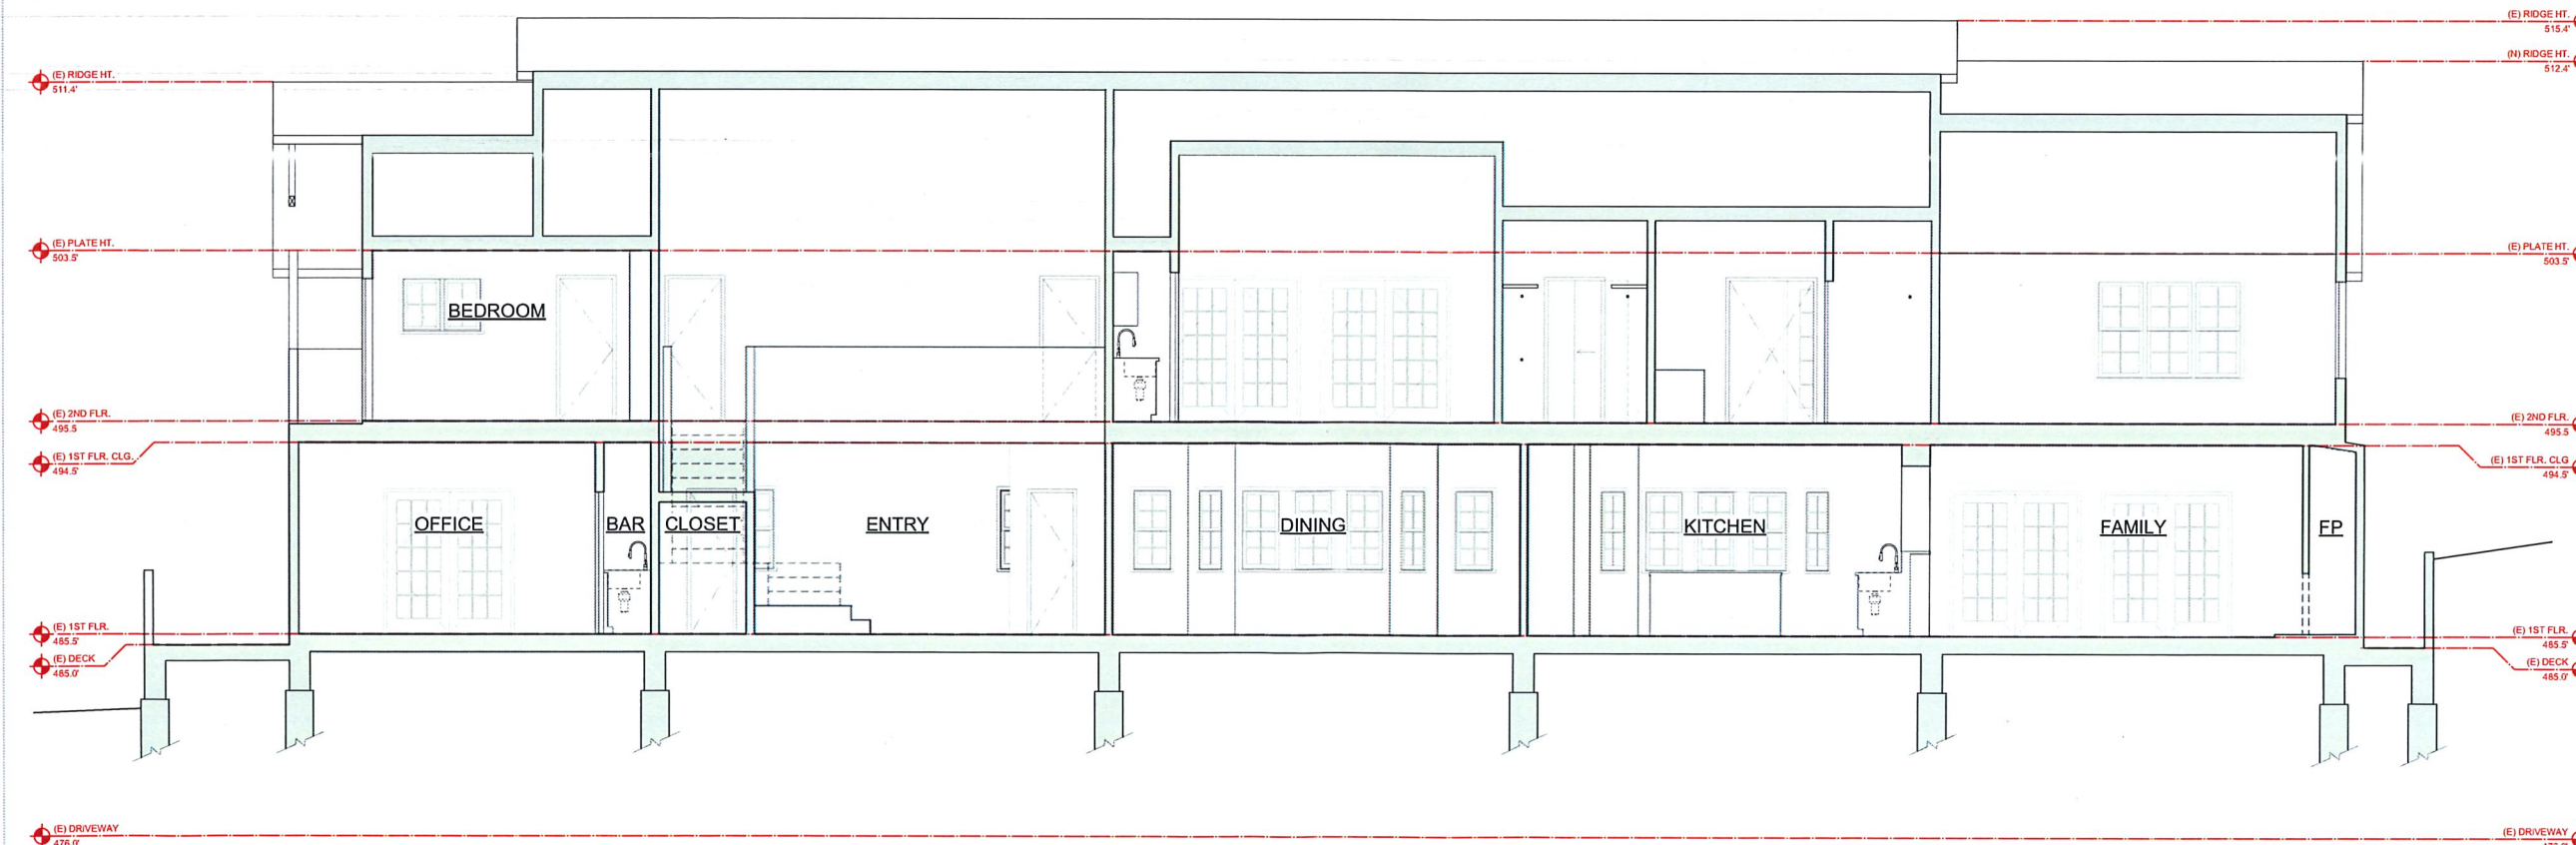 (E) RIDGE HT.
515.4'
(N) RIDGE HT.
512.4'
(E) RIDGE HT.
511.4'
(E) PLATE HT.
503.5'
(E) PLATE HT.
503.5'
BEDROOM
(E) 2ND FLR.
495.5
(E) 2ND FLR.
495.5
(E) 1ST FLR. CLG.
494.5'
(E) 1ST FLR. CLG
494.5'
OFFICE
BAR
CLOSET
ENTRY
DINING
KITCHEN
FAMILY
FP
(E) 1ST FLR.
485.5'
(E) 1ST FLR.
485.5'
(E) DECK
485.0'
(E) DECK
485.0'
(E) DRIVEWAY
476.0'
(E) DRIVEWAY